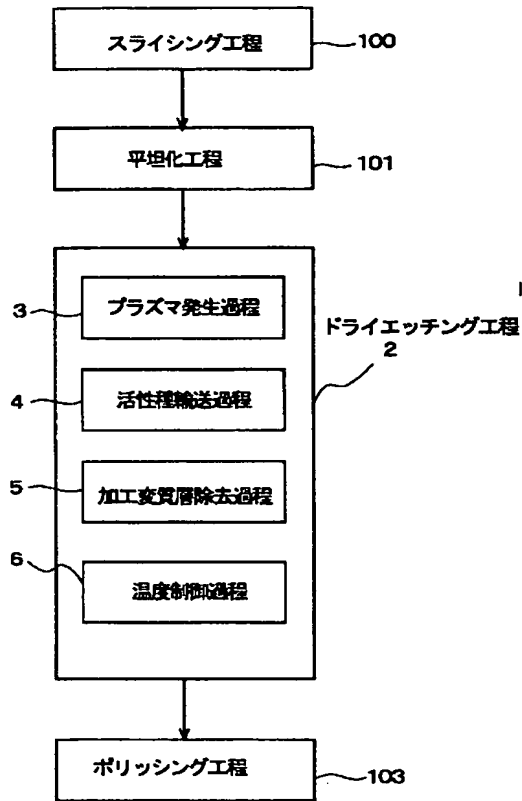 スライシング工程
100
平坦化工程
101
プラズマ発生過程
3
ドライエッチング工程
2
活性種輸送過程
4
加工変質層除去過程
5
温度制御過程
6
ポリッシング工程
103